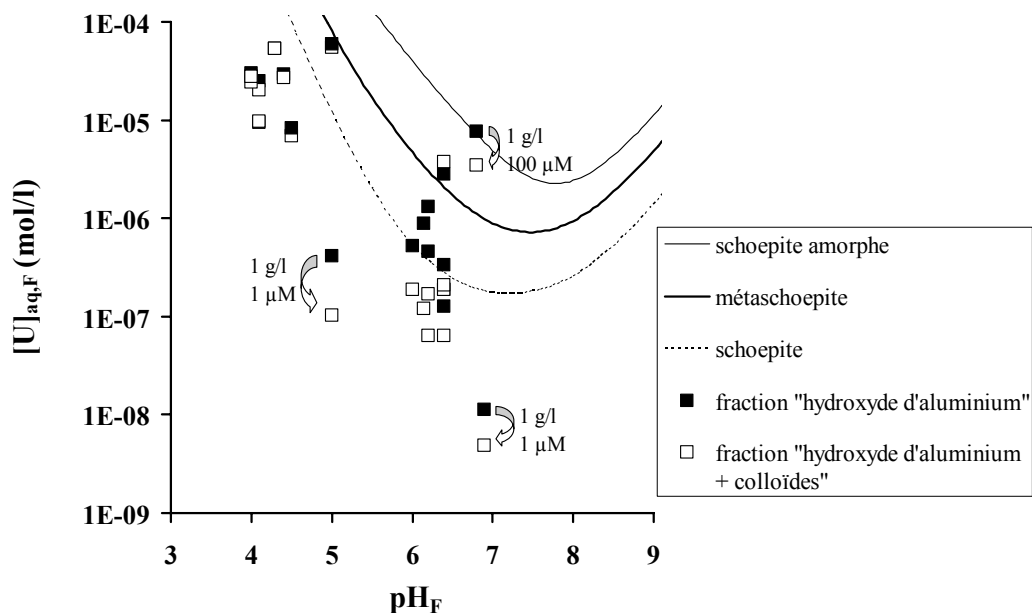 1E-04
1E-05
1E-06
1E-07
1E-08
1E-09
[U]aq,F (mol/l)
3 4 5 6 7 8 9
pHF
1 g/l
100 µM
1 g/l
1 µM
1 g/l
1 µM
schoepite amorphe
métaschoepite
schoepite
fraction "hydroxyde d'aluminium"
fraction "hydroxyde d'aluminium
+ colloïdes"